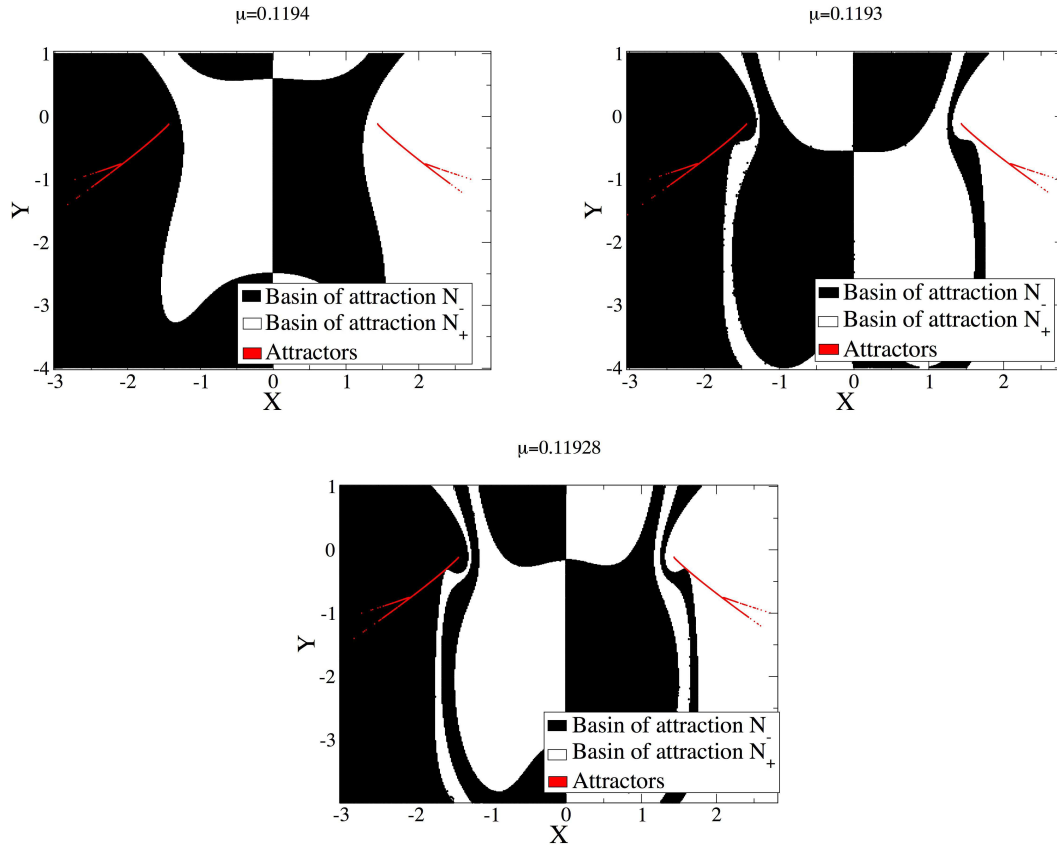 μ=0.1194
1
0
-1
-2
-3
-4
Y
Basin of attraction N-
Basin of attraction N+
Attractors
-3 -2 -1 0 1 2
X
μ=0.1193
1
0
-1
-2
-3
-4
Y
Basin of attraction N-
Basin of attraction N+
Attractors
-3 -2 -1 0 1 2
X
μ=0.11928
1
0
-1
-2
-3
Y
Basin of attraction N-
Basin of attraction N+
Attractors
-3 -2 -1 0 1 2
X